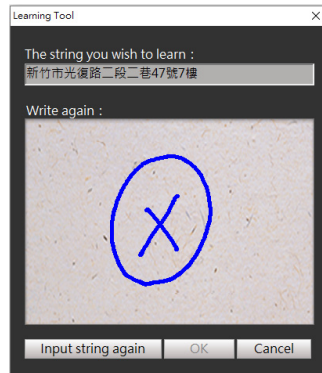 Learning Tool
The string you wish to learn：
新竹市光復路二段二巷47號7樓
Write again：
Input string again
OK
Cancel